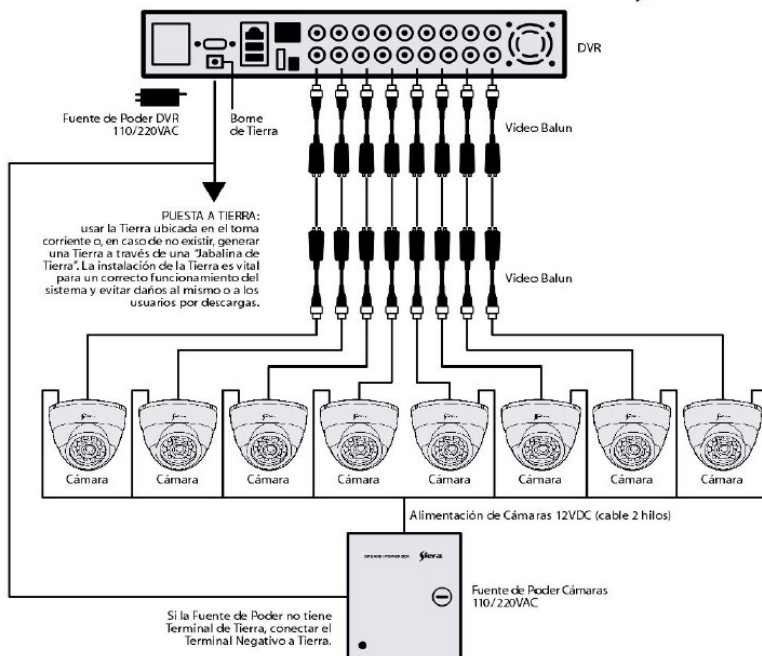 DVR
Fuente de Poder DVR
110/220VAC
Borne
de Tierra
Video Balun
PUESTA A TIERRA:
usar la Tierra ubicada en el toma
corriente o, en caso de no existir, generar
una Tierra a través de una "Jabalina de
Tierra". La instalación de la Tierra es vital
para un correcto funcionamiento del
sistema y evitar daños al mismo o a los
usuarios por descargas.
Video Balun
Cámara
Cámara
Cámara
Cámara
Cámara
Cámara
Cámara
Cámara
Alimentación de Cámaras 12VDC (cable 2 hilos)
Siera
Fuente de Poder Cámaras
110/220VAC
Si la Fuente de Poder no tiene
Terminal de Tierra, conectar el
Terminal Negativo a Tierra.